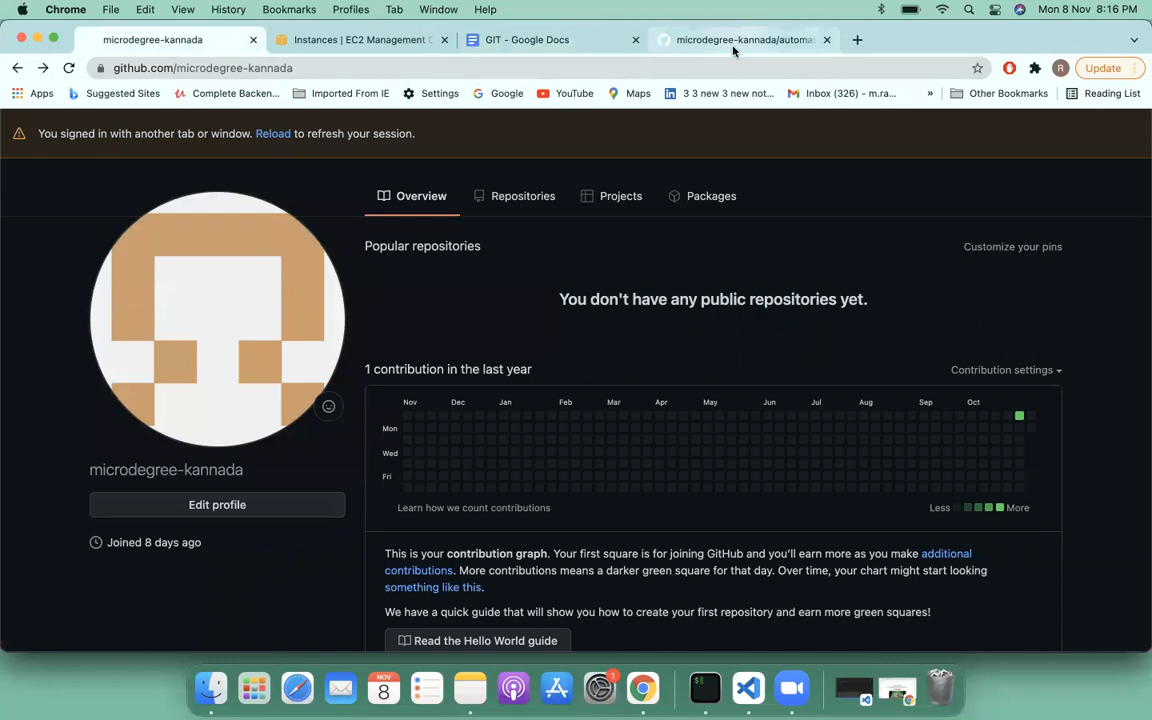 Chrome File Edit View History Bookmarks Profiles Tab Window Help Mon 8 Nov 8:16 PM
microdegree-kannada Instances | EC2 Management C GIT - Google Docs microdegree-kannada/automat
github.com/microdegree-kannada R Update
Apps Suggested Sites Complete Backen... Imported From IE Settings Google YouTube Maps 3 3 new 3 new not... Inbox (326) - m.ra... » Other Bookmarks Reading List
You signed in with another tab or window. Reload to refresh your session.
Overview Repositories Projects Packages
Popular repositories Customize your pins
You don't have any public repositories yet.
1 contribution in the last year Contribution settings
Nov Dec Jan Feb Mar Apr May Jun Jul Aug Sep Oct
Mon
Wed
Fri
Learn how we count contributions Less More
microdegree-kannada
Edit profile
Joined 8 days ago
This is your contribution graph. Your first square is for joining GitHub and you'll earn more as you make additional
contributions. More contributions means a darker green square for that day. Over time, your chart might start looking
something like this.
We have a quick guide that will show you how to create your first repository and earn more green squares!
Read the Hello World guide
NOV
8
1
$